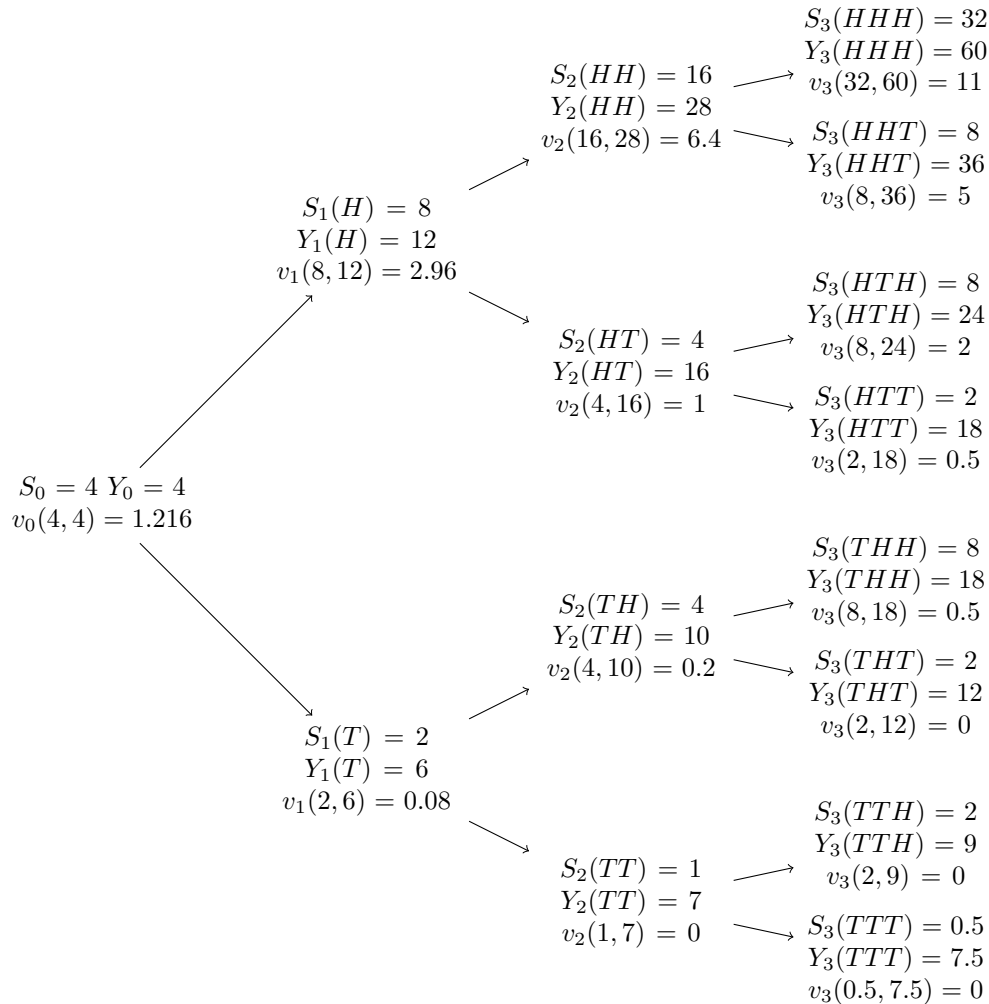 S_3(HHH) = 32
Y_3(HHH) = 60
v_3(32, 60) = 11
S_2(HH) = 16
Y_2(HH) = 28
v_2(16, 28) = 6.4
S_3(HHT) = 8
Y_3(HHT) = 36
v_3(8, 36) = 5
S_1(H) = 8
Y_1(H) = 12
v_1(8, 12) = 2.96
S_3(HTH) = 8
Y_3(HTH) = 24
v_3(8, 24) = 2
S_2(HT) = 4
Y_2(HT) = 16
v_2(4, 16) = 1
S_3(HTT) = 2
Y_3(HTT) = 18
v_3(2, 18) = 0.5
S_0 = 4 Y_0 = 4
v_0(4, 4) = 1.216
S_3(THH) = 8
Y_3(THH) = 18
v_3(8, 18) = 0.5
S_2(TH) = 4
Y_2(TH) = 10
v_2(4, 10) = 0.2
S_3(THT) = 2
Y_3(THT) = 12
v_3(2, 12) = 0
S_1(T) = 2
Y_1(T) = 6
v_1(2, 6) = 0.08
S_3(TTH) = 2
Y_3(TTH) = 9
v_3(2, 9) = 0
S_2(TT) = 1
Y_2(TT) = 7
v_2(1, 7) = 0
S_3(TTT) = 0.5
Y_3(TTT) = 7.5
v_3(0.5, 7.5) = 0